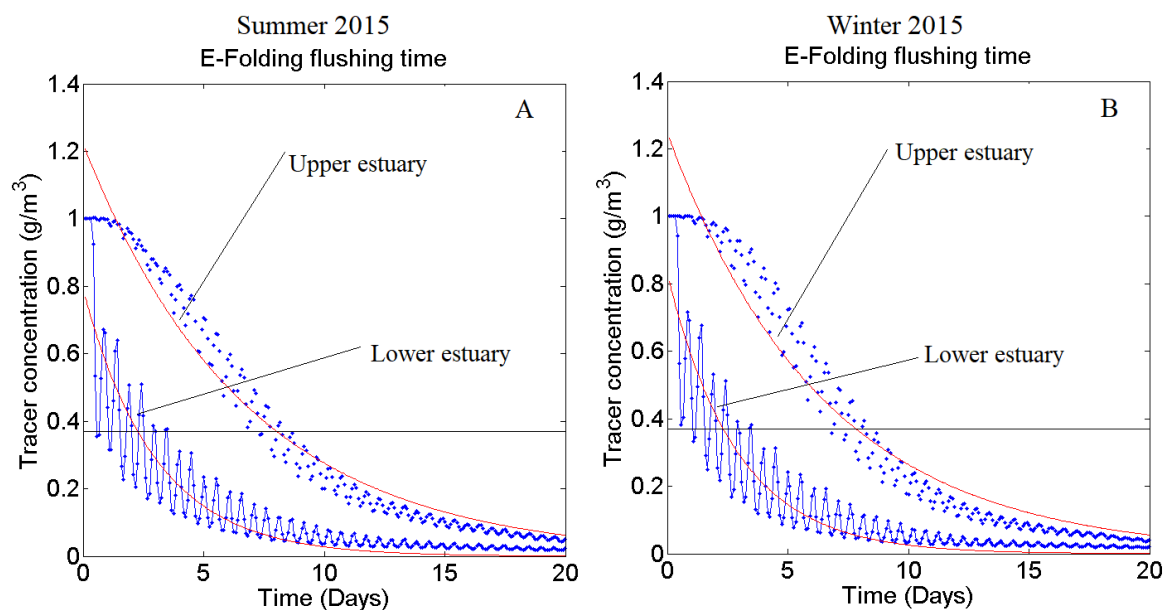 Summer 2015
E-Folding flushing time
A
Upper estuary
Lower estuary
Tracer concentration (g/m³)
1.4
1.2
1
0.8
0.6
0.4
0.2
0
0
5
10
15
20
Time (Days)
Winter 2015
E-Folding flushing time
B
Upper estuary
Lower estuary
Tracer concentration (g/m³)
1.4
1.2
1
0.8
0.6
0.4
0.2
0
0
5
10
15
20
Time (Days)